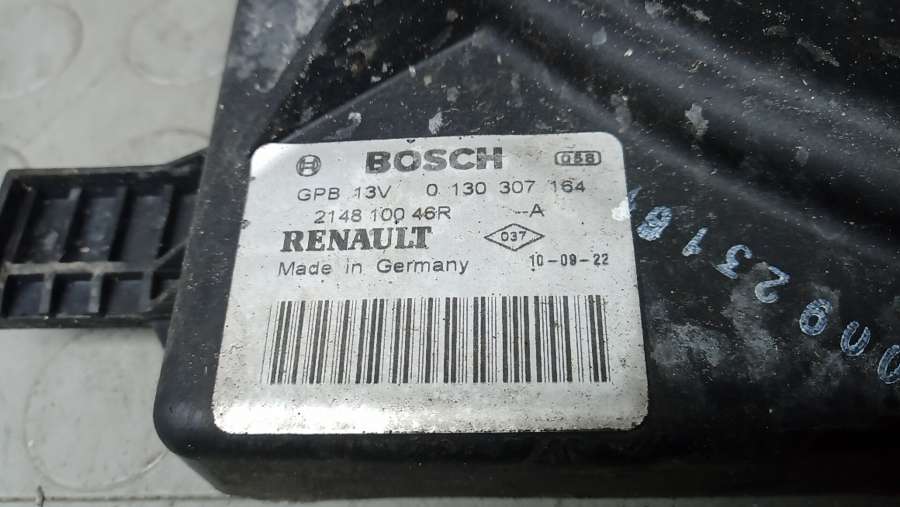 BOSCH 058
GPB 13V 0 130 307 164
2148 100 46R --A
RENAULT 037
Made in Germany 10-09-22